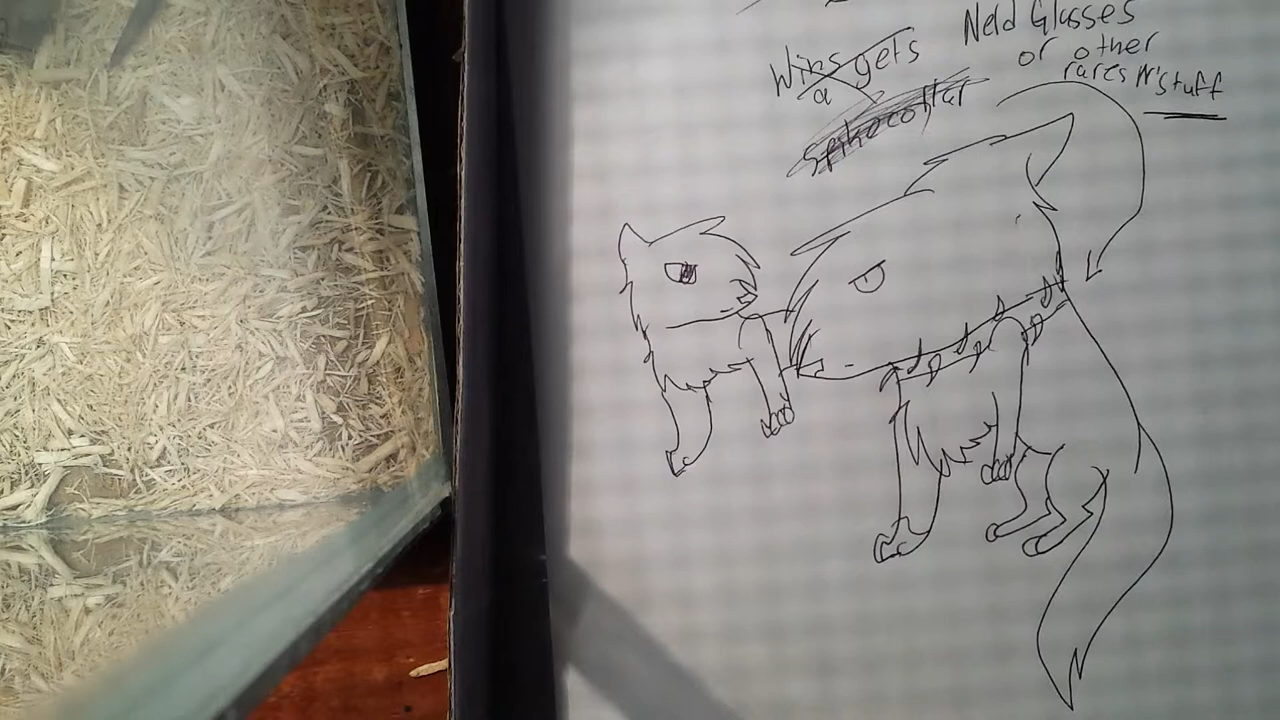 Wins gets
a
Spikecollar
Neld Glasses
or other
rares N'stuff